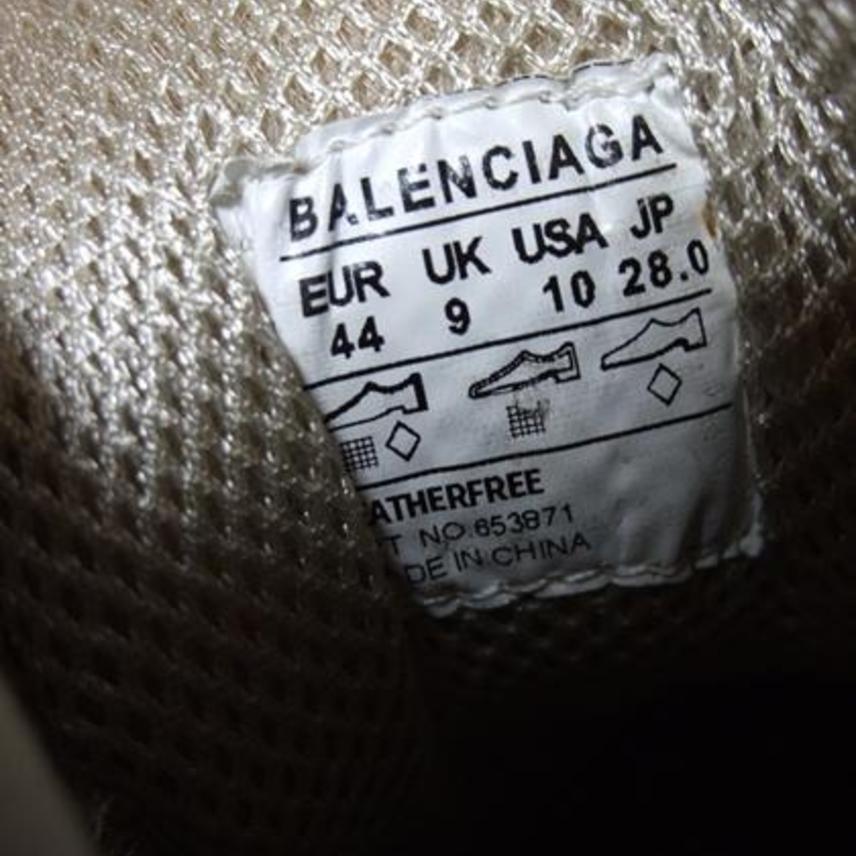 BALENCIAGA
EUR UK USA JP
44 9 10 28.0
ATHERFREE
T NO.653871
DE IN CHINA